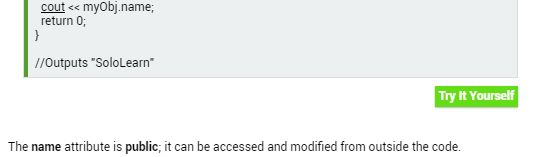 cout << myObj.name;
return 0;
}
//Outputs "SoloLearn"
Try It Yourself
The name attribute is public; it can be accessed and modified from outside the code.